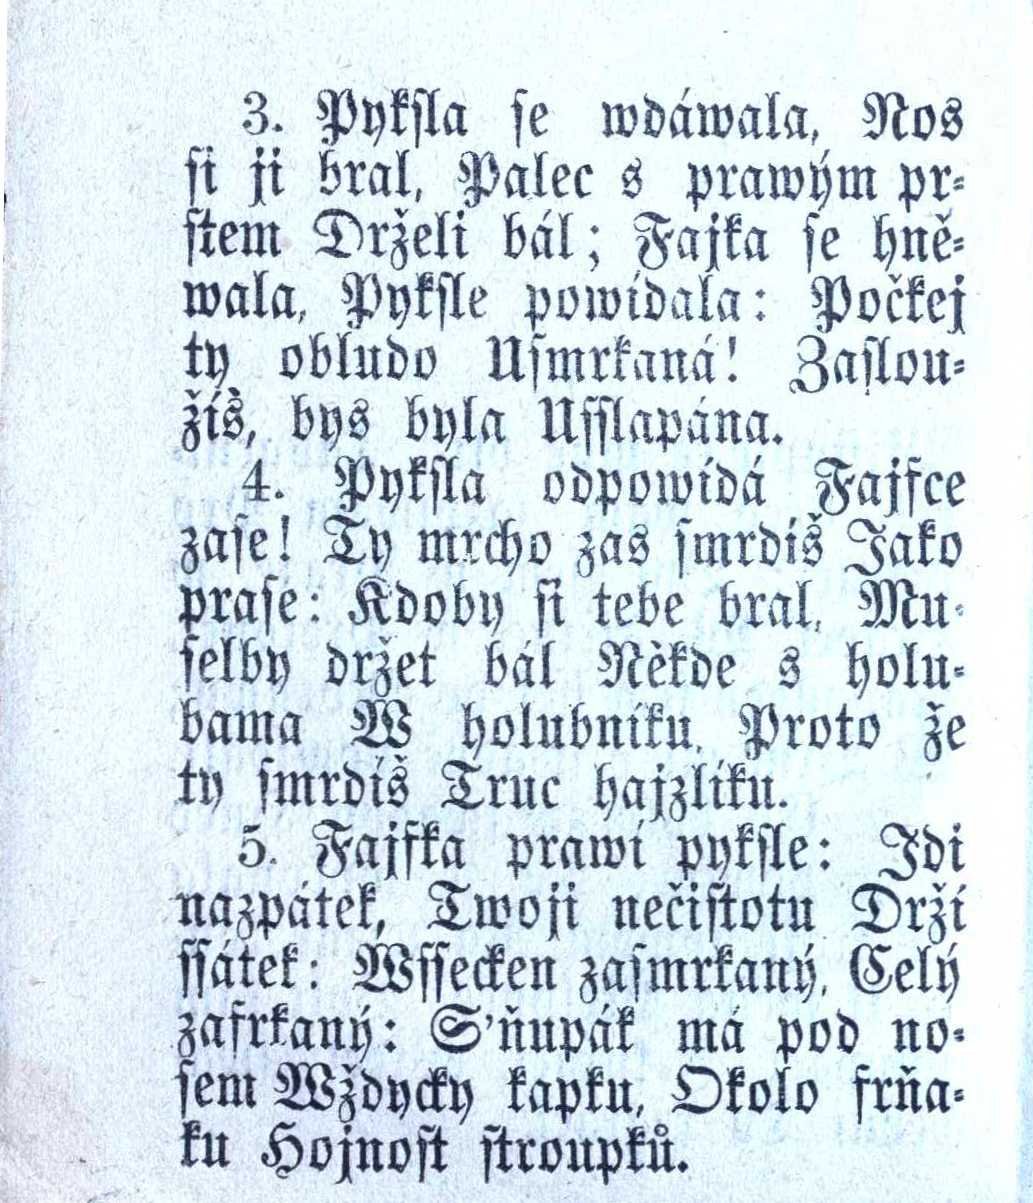 3. Pykſla ſe wdáwala, Nos
ſi ji bral, Palec s prawým pr-
ſtem Drželi bál; Fajka ſe hně-
wala, Pykſle powídala: Počkej
ty obludo Uſmrkaná! Zaſlou-
žíš, bys byla Uſſlapána.
4. Pykſla odpowídá Fajfce
zaſe! Ty mrcho zas ſmrdíš Jako
praſe: Kdoby ſi tebe bral, Mu-
ſelby držet bál Někde s holu-
bama W holubníku, Proto že
ty ſmrdíš Truc hajzlíku.
5. Fajfka prawí pykſle: Jdi
nazpátek, Twoji nečiſtotu Drží
ſſátek: Wſſecken zaſmrkaný, Celý
zafrkaný: S'ňupák má pod no-
ſem Wždycky kapku, Okolo frňa-
ku Hojnoſt ſtroupků.